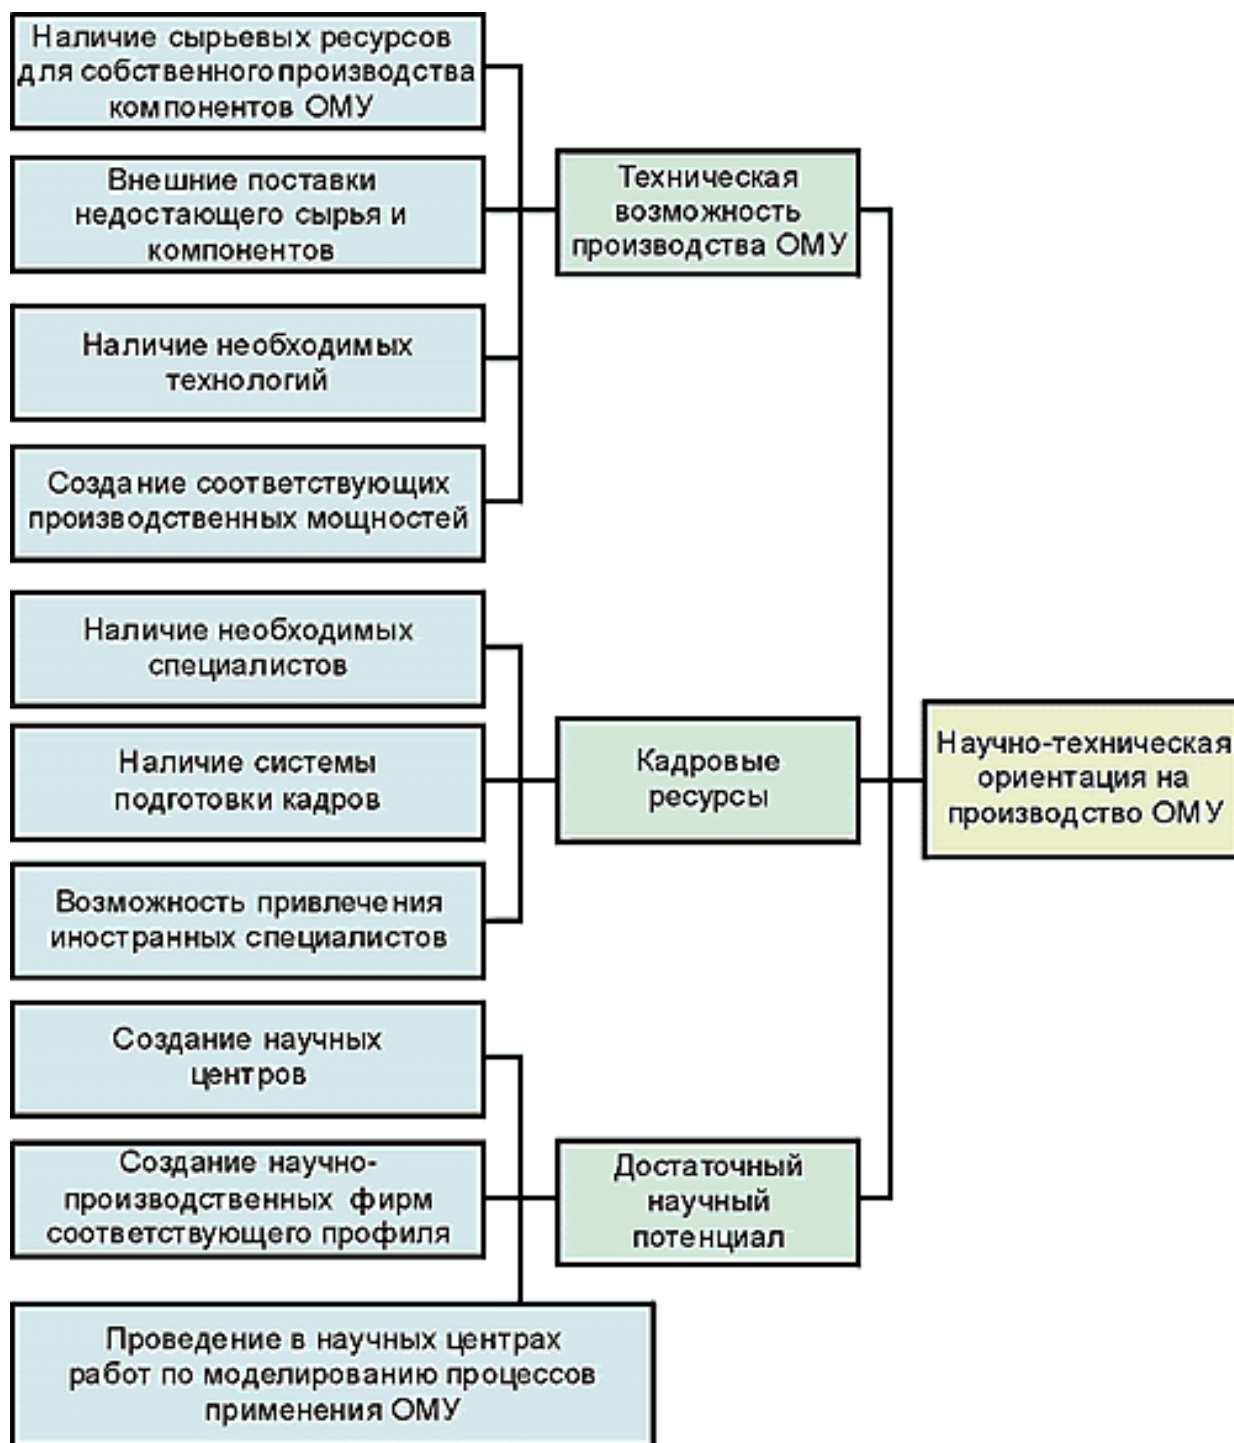 Наличие сырьевых ресурсов
для собственного производства
компонентов ОМУ
Внешние поставки
недостающего сырья и
компонентов
Наличие необходимых
технологий
Создание соответствующих
производственных мощностей
Техническая
возможность
производства ОМУ
Наличие необходимых
специалистов
Наличие системы
подготовки кадров
Возможность привлечения
иностранных специалистов
Кадровые
ресурсы
Создание научных
центров
Создание научно-
производственных фирм
соответствующего профиля
Проведение в научных центрах
работ по моделированию процессов
применения ОМУ
Достаточный
научный
потенциал
Научно-техническая
ориентация на
производство ОМУ